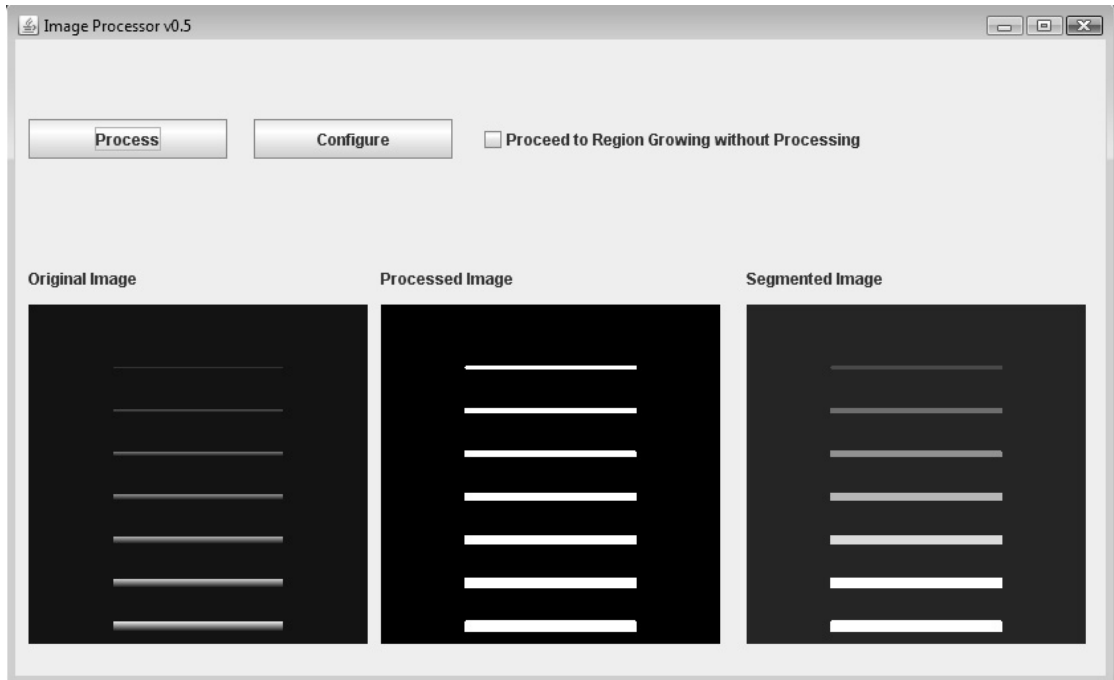 Image Processor v0.5
Process Configure Proceed to Region Growing without Processing
Original Image Processed Image Segmented Image